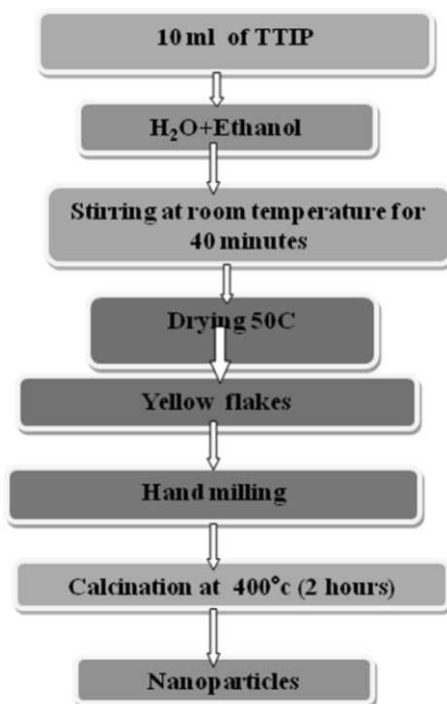 10 ml of TTIP
H₂O+Ethanol
Stirring at room temperature for
40 minutes
Drying 50C
Yellow flakes
Hand milling
Calcination at 400°c (2 hours)
Nanoparticles